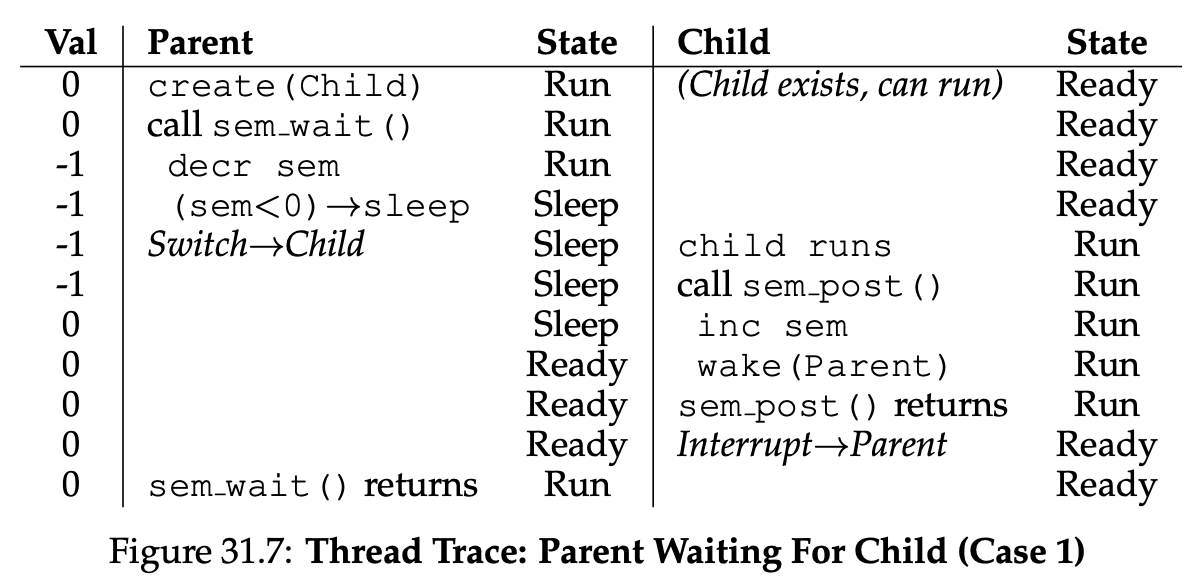 Val Parent State Child State
0 create(Child) Run (Child exists, can run) Ready
0 call sem_wait() Run Ready
-1 decr sem Run Ready
-1 (sem<0)→sleep Sleep Ready
-1 Switch→Child Sleep child runs Run
-1 Sleep call sem_post() Run
0 Sleep inc sem Run
0 Ready wake(Parent) Run
0 Ready sem_post() returns Run
0 Ready Interrupt→Parent Ready
0 sem_wait() returns Run Ready
Figure 31.7: Thread Trace: Parent Waiting For Child (Case 1)